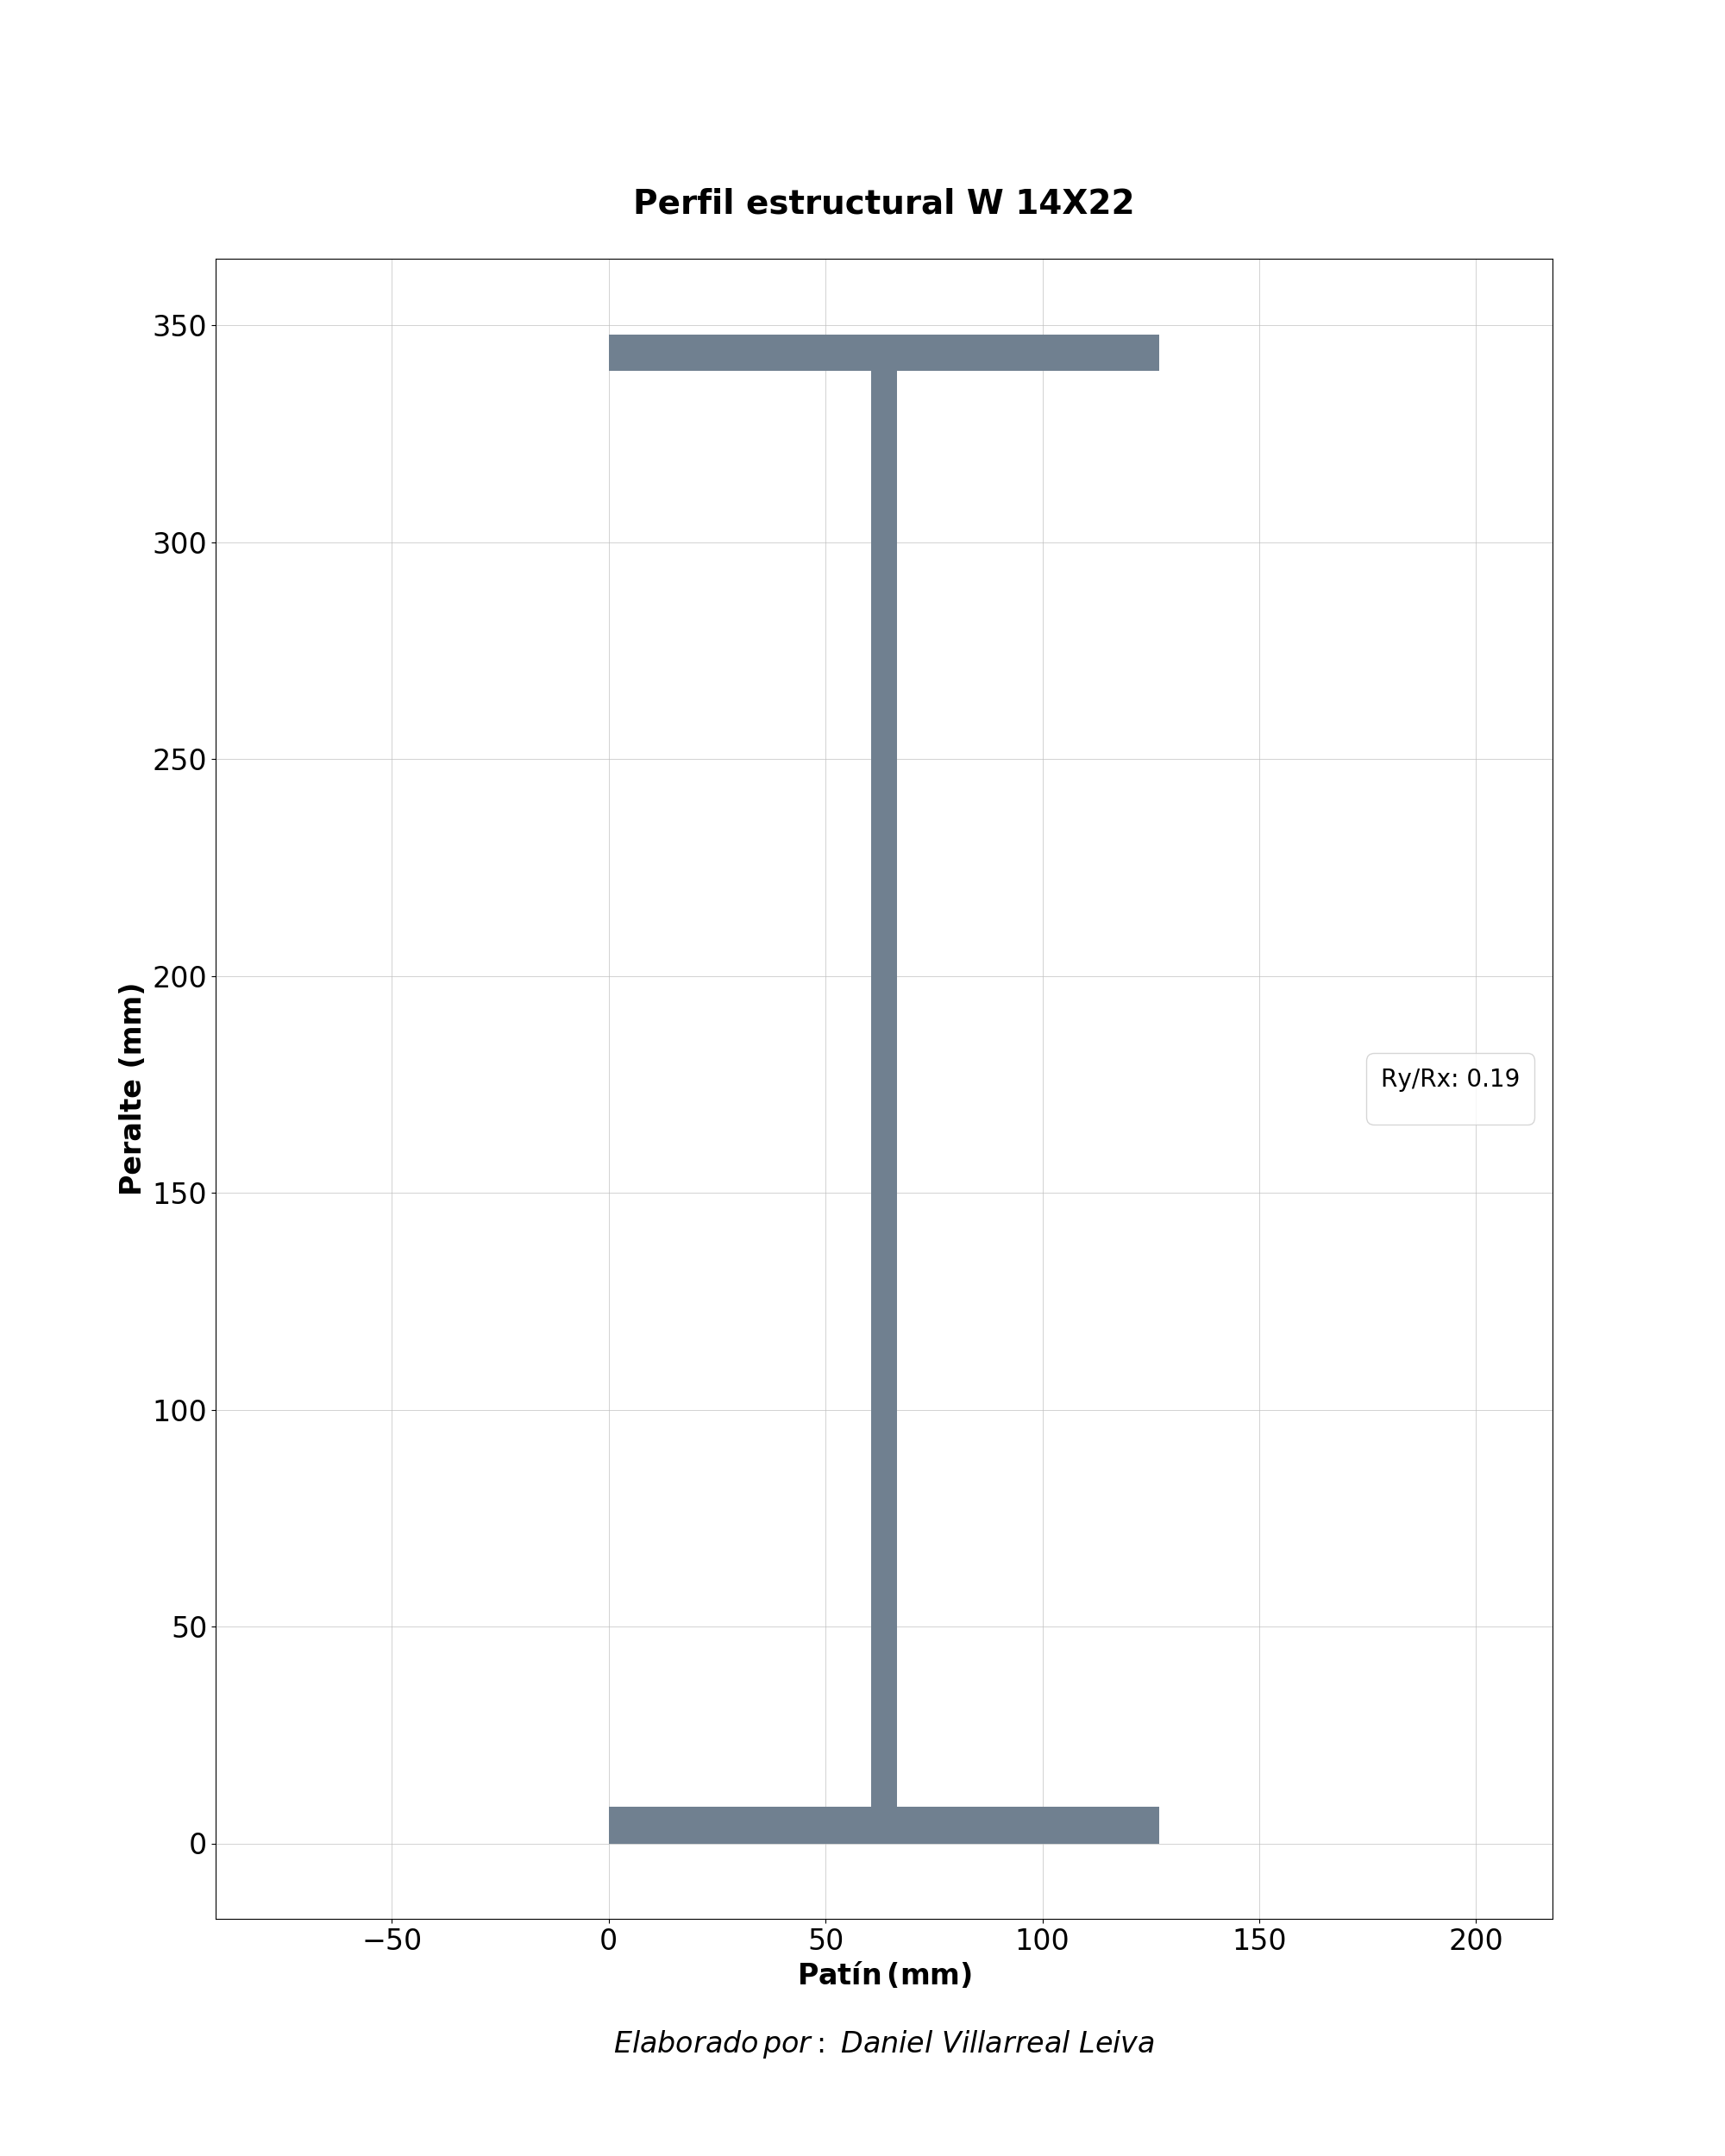 Perfil estructural W 14X22
350
300
250
200
150
100
50
0
Peralte (mm)
Ry/Rx: 0.19
−50 0 50 100 150 200
Patín (mm)
Elaborado por: Daniel Villarreal Leiva